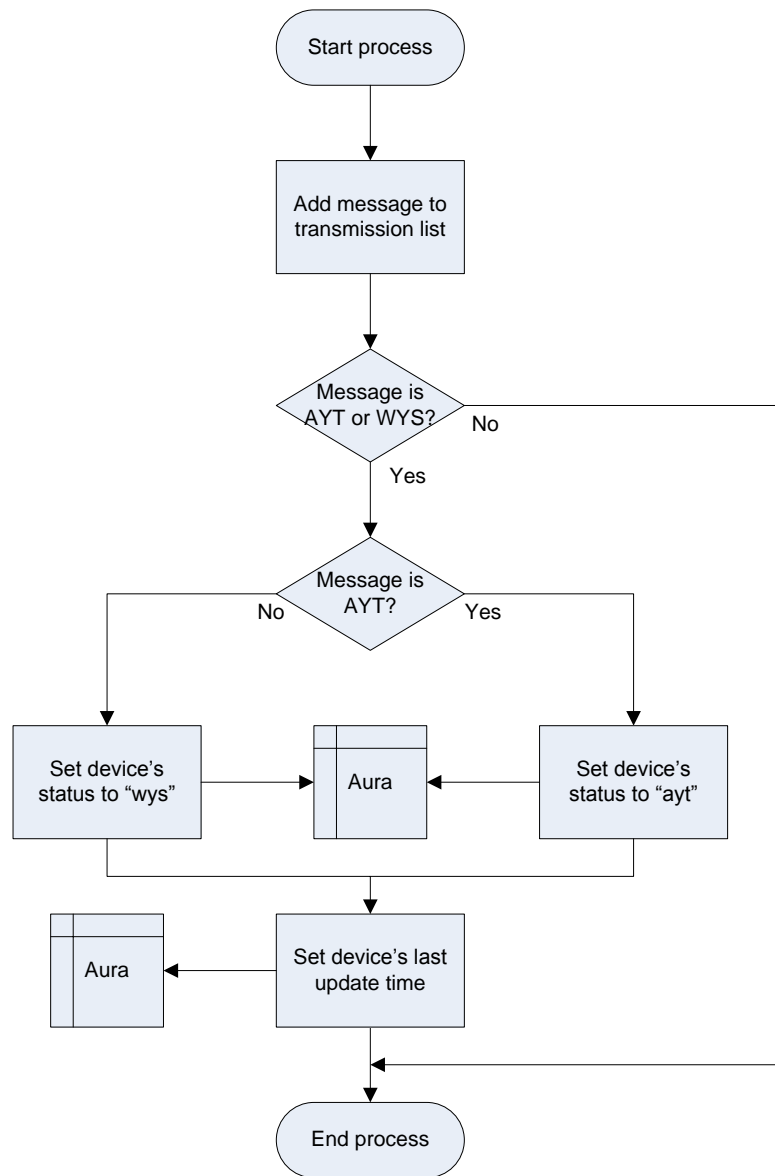 Start process
Add message to
transmission list
Message is
AYT or WYS?
No
Yes
Message is
AYT?
No
Yes
Set device’s
status to “wys”
Aura
Set device’s
status to “ayt”
Aura
Set device’s last
update time
End process